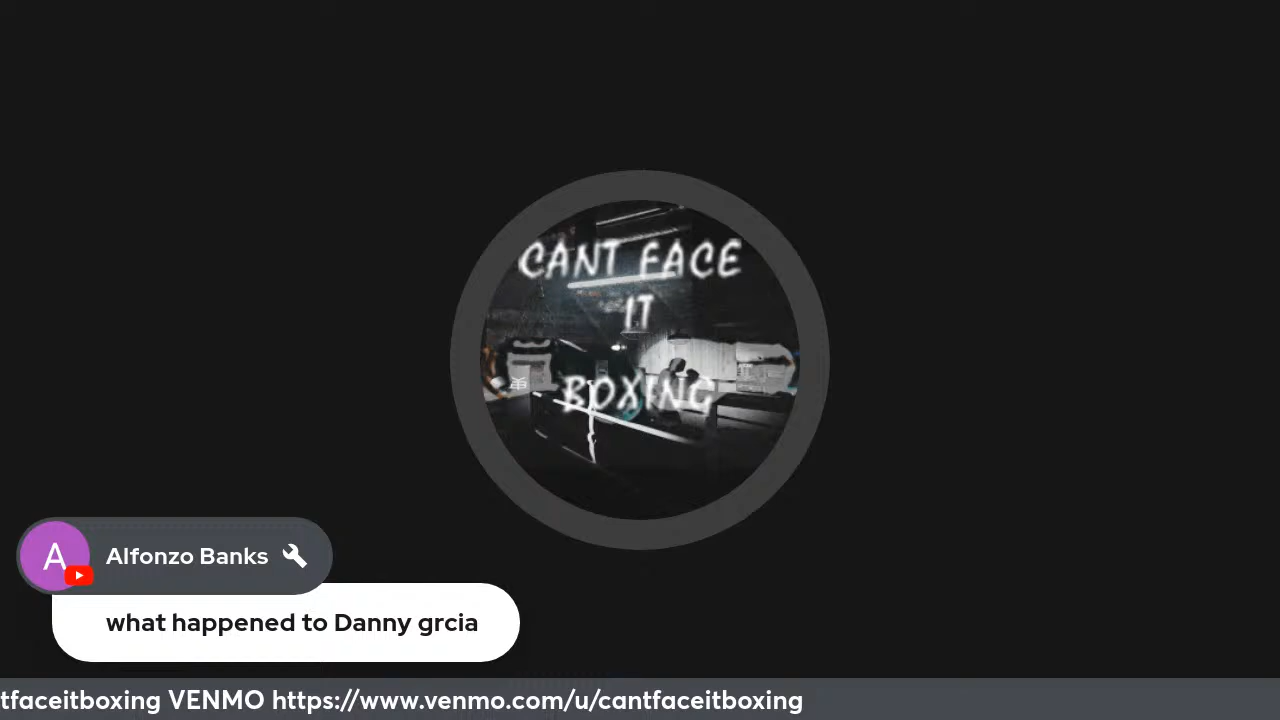 CANT FACE
IT
BOXING
A
Alfonzo Banks
what happened to Danny grcia
tfaceitboxing VENMO https://www.venmo.com/u/cantfaceitboxing